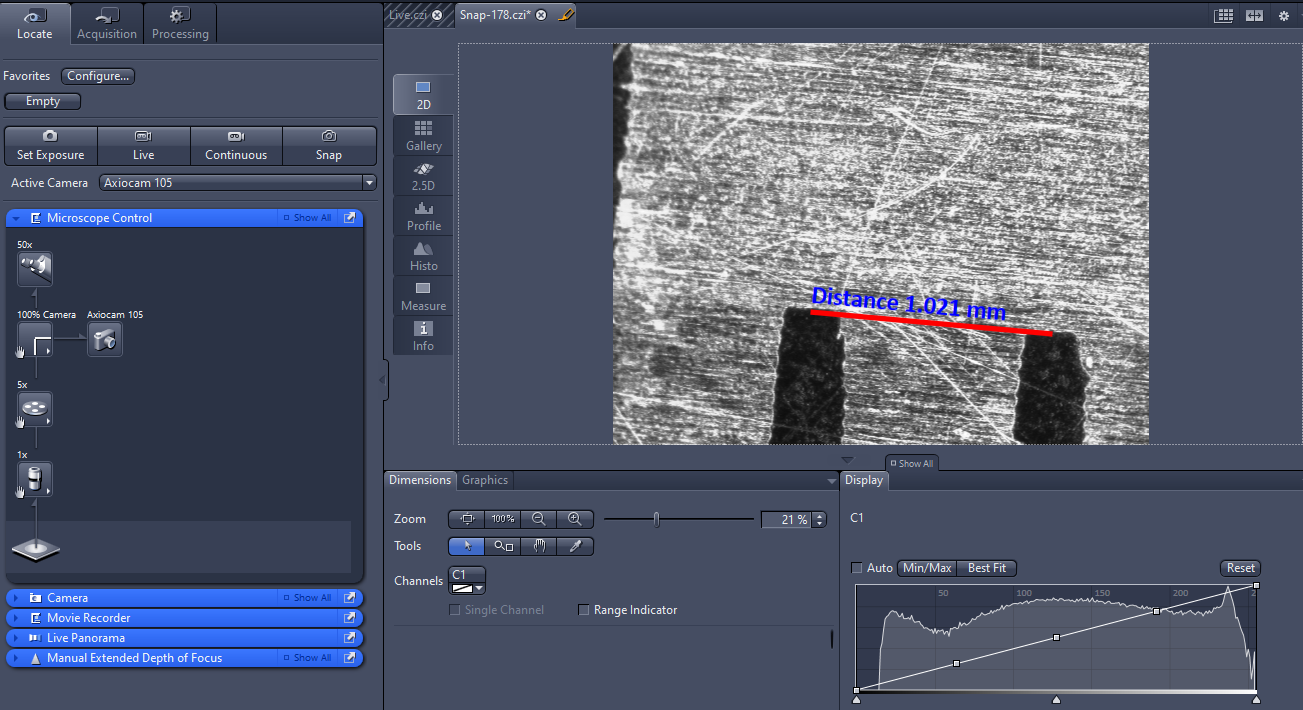 Live.czi
Snap-178.czi*
Locate
Acquisition
Processing
Favorites
Configure...
Empty
Set Exposure
Live
Continuous
Snap
Active Camera
Axiocam 105
Microscope Control
Show All
50x
100% Camera
Axiocam 105
5x
1x
Camera
Show All
Movie Recorder
Live Panorama
Manual Extended Depth of Focus
Show All
2D
Gallery
2.5D
Profile
Histo
Measure
i
Info
Distance 1.021 mm
Show All
Dimensions
Graphics
Zoom
100%
21 %
Tools
Channels
C1
Single Channel
Range Indicator
Display
C1
Auto
Min/Max
Best Fit
Reset
50
100
150
200